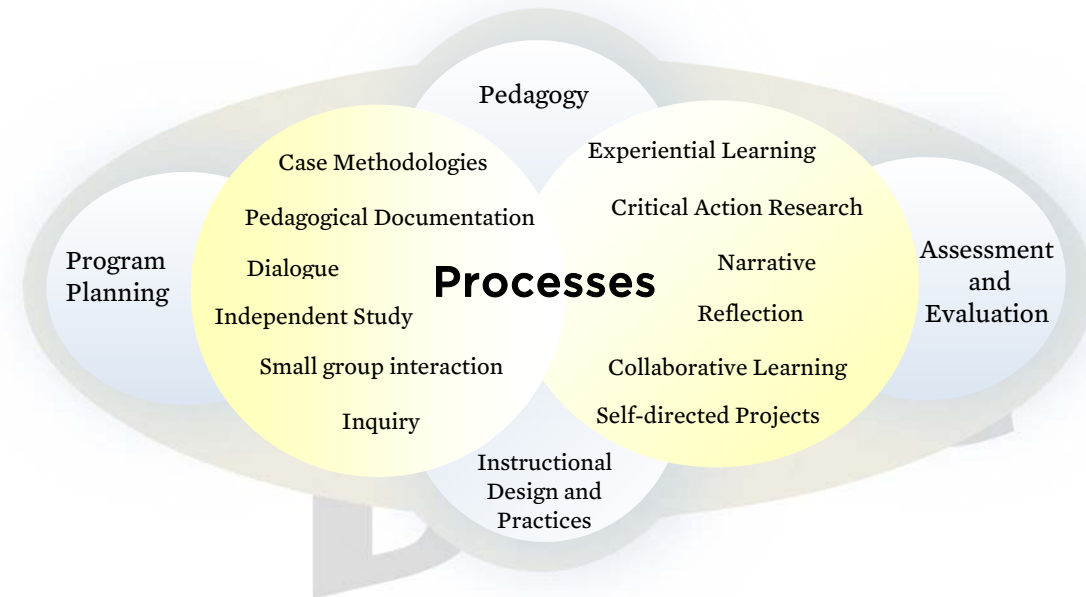 Pedagogy
Case Methodologies
Pedagogical Documentation
Dialogue
Independent Study
Small group interaction
Inquiry
Processes
Experiential Learning
Critical Action Research
Narrative
Reflection
Collaborative Learning
Self-directed Projects
Program
Planning
Assessment
and
Evaluation
Instructional
Design and
Practices